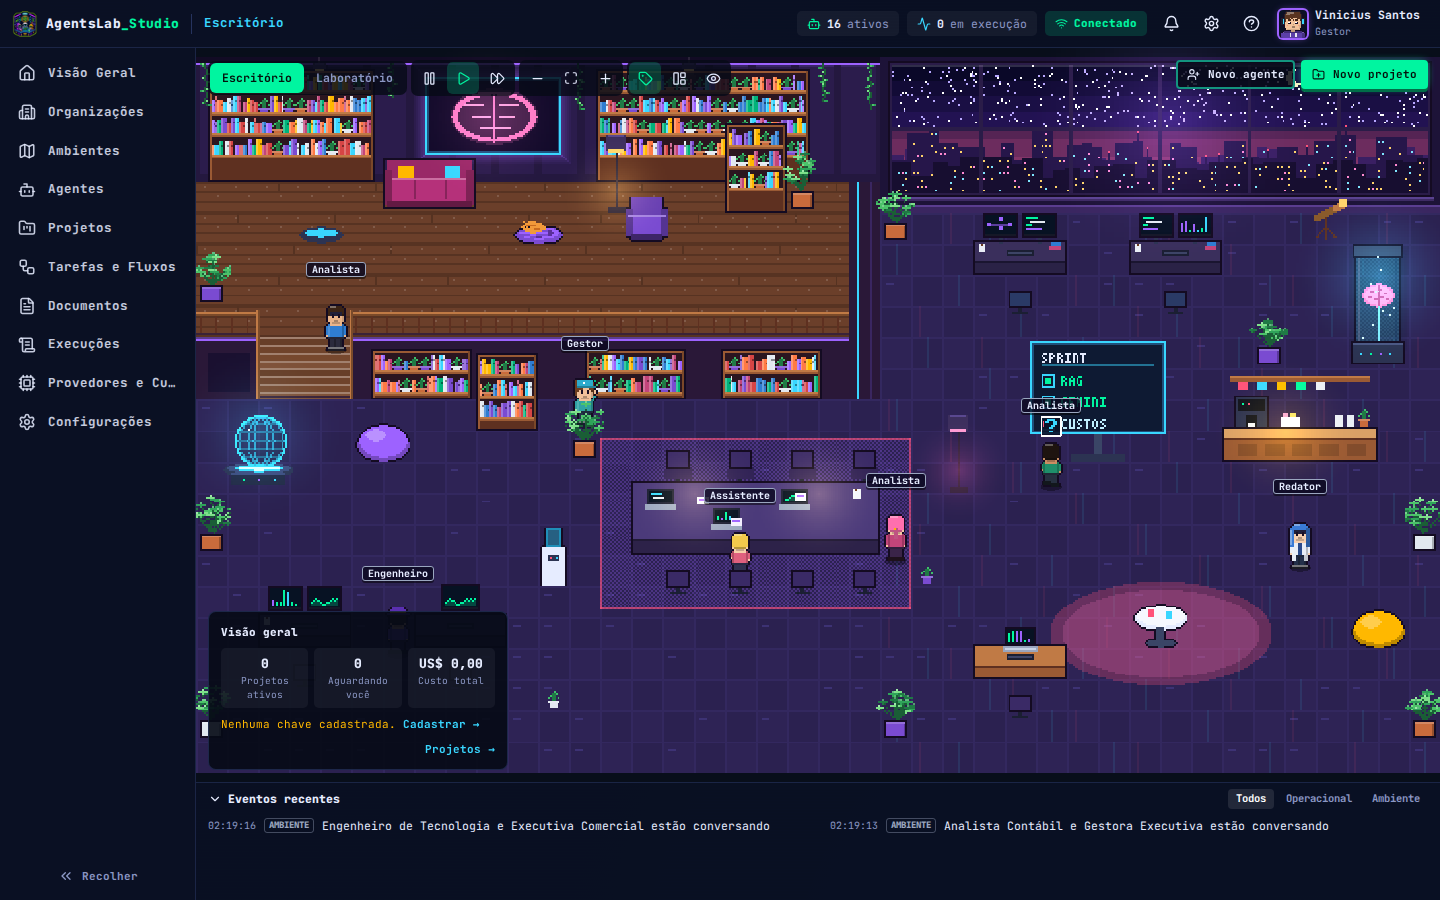 AgentsLab_Studio
Escritório
16 ativos
0 em execução
Conectado
Vinicius Santos
Gestor
Visão Geral
Organizações
Ambientes
Agentes
Projetos
Tarefas e Fluxos
Documentos
Execuções
Provedores e Cu…
Configurações
Recolher
Escritório
Laboratório
Novo agente
Novo projeto
Analista
Gestor
SPRINT
RAG
Analista
CUSTOS
Analista
Assistente
Redator
Engenheiro
Visão geral
0
Projetos ativos
0
Aguardando você
US$ 0,00
Custo total
Nenhuma chave cadastrada. Cadastrar →
Projetos →
Eventos recentes
Todos
Operacional
Ambiente
02:19:16 AMBIENTE Engenheiro de Tecnologia e Executiva Comercial estão conversando
02:19:13 AMBIENTE Analista Contábil e Gestora Executiva estão conversando